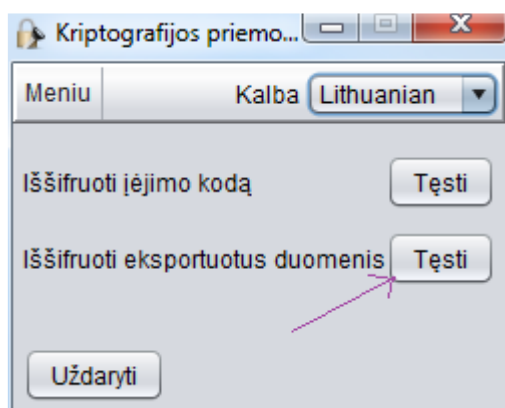 Kriptografijos priemo...
Meniu Kalba Lithuanian
Iššifruoti įėjimo kodą Tęsti
Iššifruoti eksportuotus duomenis Tęsti
Uždaryti